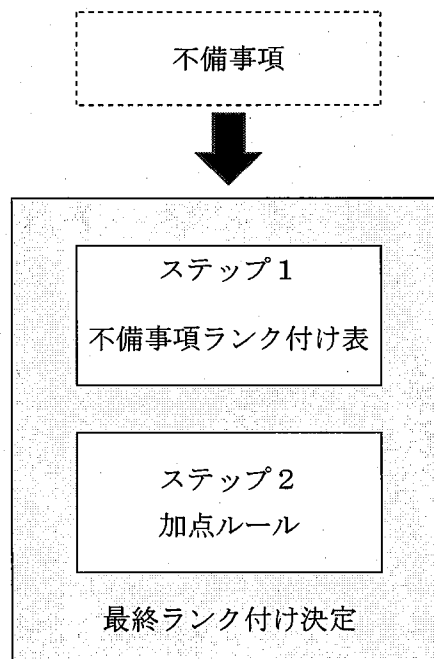 不備事項
ステップ1
不備事項ランク付け表
ステップ2
加点ルール
最終ランク付け決定